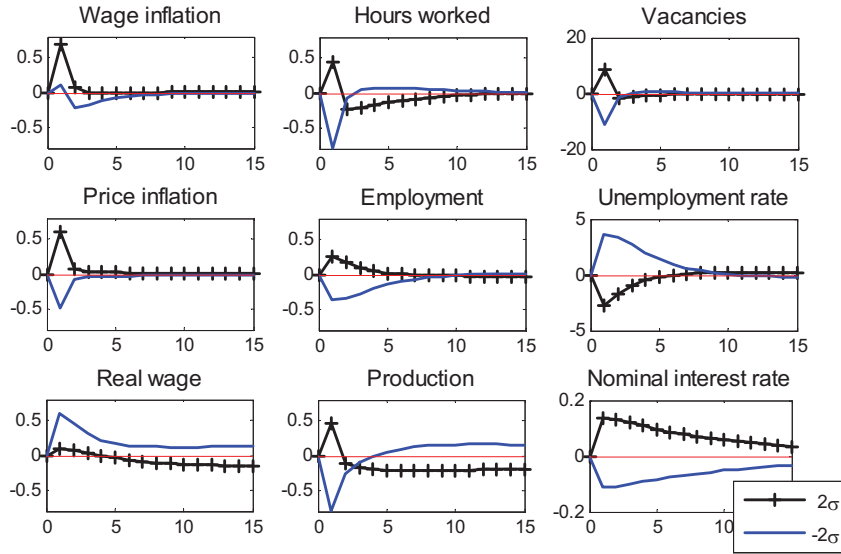 Wage inflation
Hours worked
Vacancies
0.5
0
-0.5
0 5 10 15
0.5
0
-0.5
0 5 10 15
20
0
-20
0 5 10 15
Price inflation
Employment
Unemployment rate
0.5
0
-0.5
0 5 10 15
0.5
0
-0.5
0 5 10 15
5
0
-5
0 5 10 15
Real wage
Production
Nominal interest rate
0.5
0
-0.5
0 5 10 15
0.5
0
-0.5
0 5 10 15
0.2
0
-0.2
0 5
2σ
-2σ